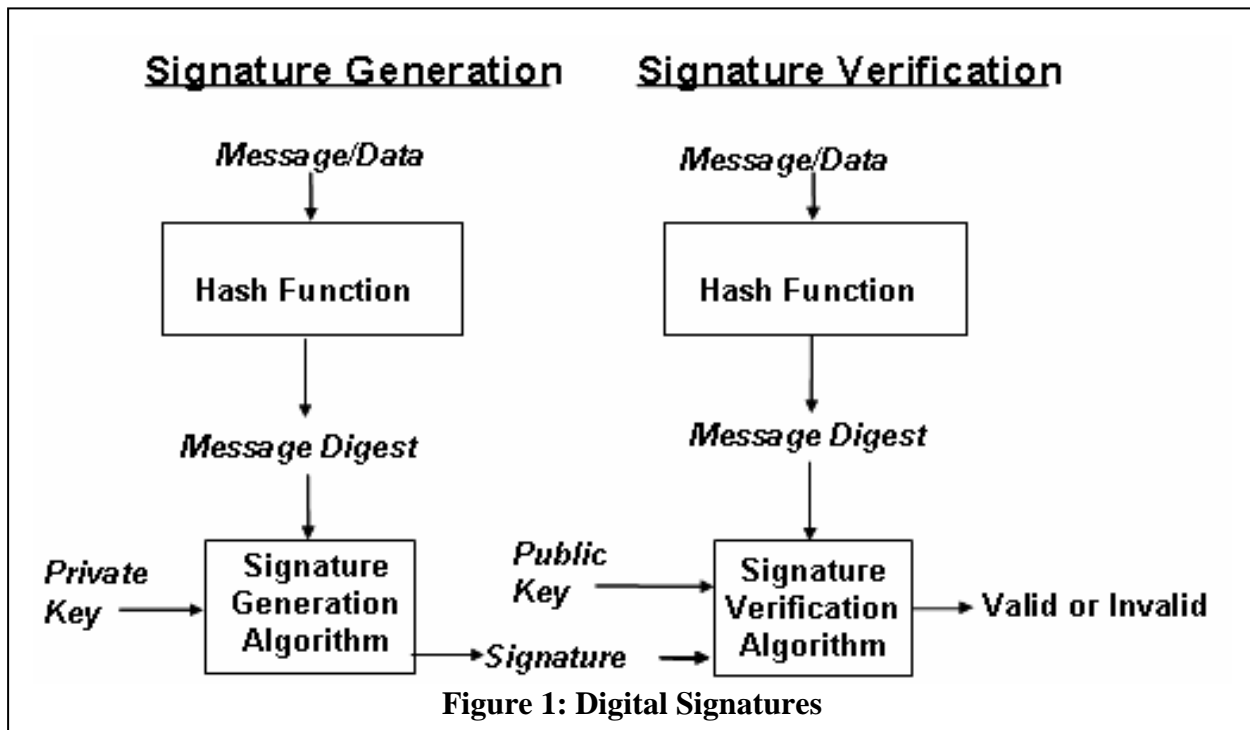 Signature Generation
Message/Data
Hash Function
Message Digest
Private
Key
Signature
Generation
Algorithm
Signature
Signature Verification
Message/Data
Hash Function
Message Digest
Public
Key
Signature
Verification
Algorithm
Valid or Invalid
Figure 1: Digital Signatures